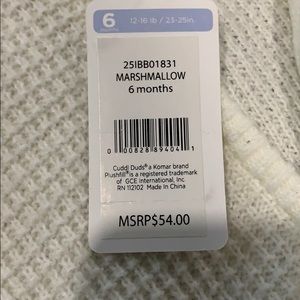 6 12-16 lb / 23-25in.
months
25IBB01831
MARSHMALLOW
6 months
0 00828 89404 1
Cuddl Duds® a Komar brand
Plushfill® is a registered trademark
of GCE International, Inc
RN 112102 Made In China
MSRP$54.00